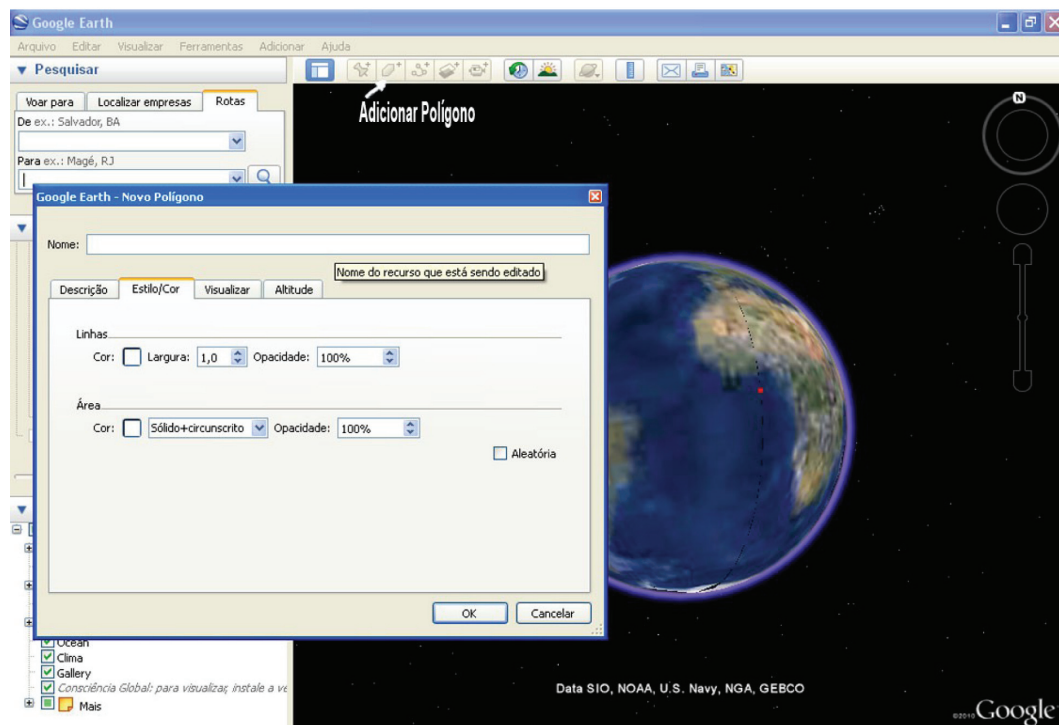 Google Earth
Arquivo Editar Visualizar Ferramentas Adicionar Ajuda
Pesquisar
Adicionar Polígono
Voar para Localizar empresas Rotas
De ex.: Salvador, BA
Para ex.: Magé, RJ
N
Google Earth - Novo Polígono
Nome:
Nome do recurso que está sendo editado
Descrição Estilo/Cor Visualizar Altitude
Linhas
Cor: Largura: 1,0 Opacidade: 100%
Área
Cor: Sólido+circunscrito Opacidade: 100%
Aleatória
OK Cancelar
Ocean
Clima
Gallery
Consciência Global: para visualizar, instale a ve
Mais
Data SIO, NOAA, U.S. Navy, NGA, GEBCO
©2010 Google